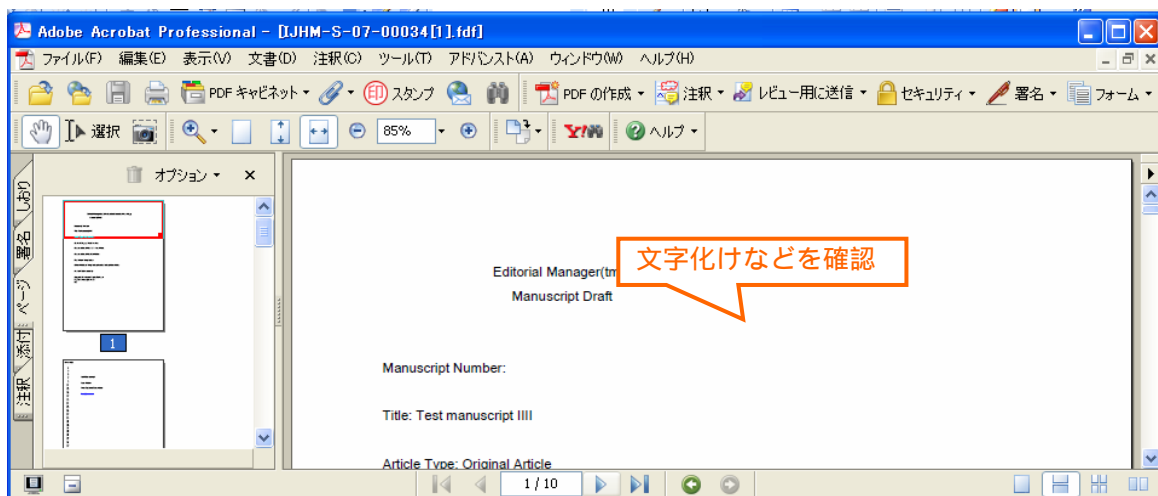 Adobe Acrobat Professional - [IJHM-S-07-00034[1].fdf]
ファイル(F) 編集(E) 表示(V) 文書(D) 注釈(C) ツール(T) アドバンスト(A) ウィンドウ(W) ヘルプ(H)
PDF キャビネット 印 スタンプ PDF の作成 注釈 レビュー用に送信 セキュリティ 署名 フォーム
選択 85% Y! ヘルプ
オプション
しおり
署名
ページ
添付
注釈
1
文字化けなどを確認
Editorial Manager(tm
Manuscript Draft
Manuscript Number:
Title: Test manuscript IIII
Article Type: Original Article
1 / 10